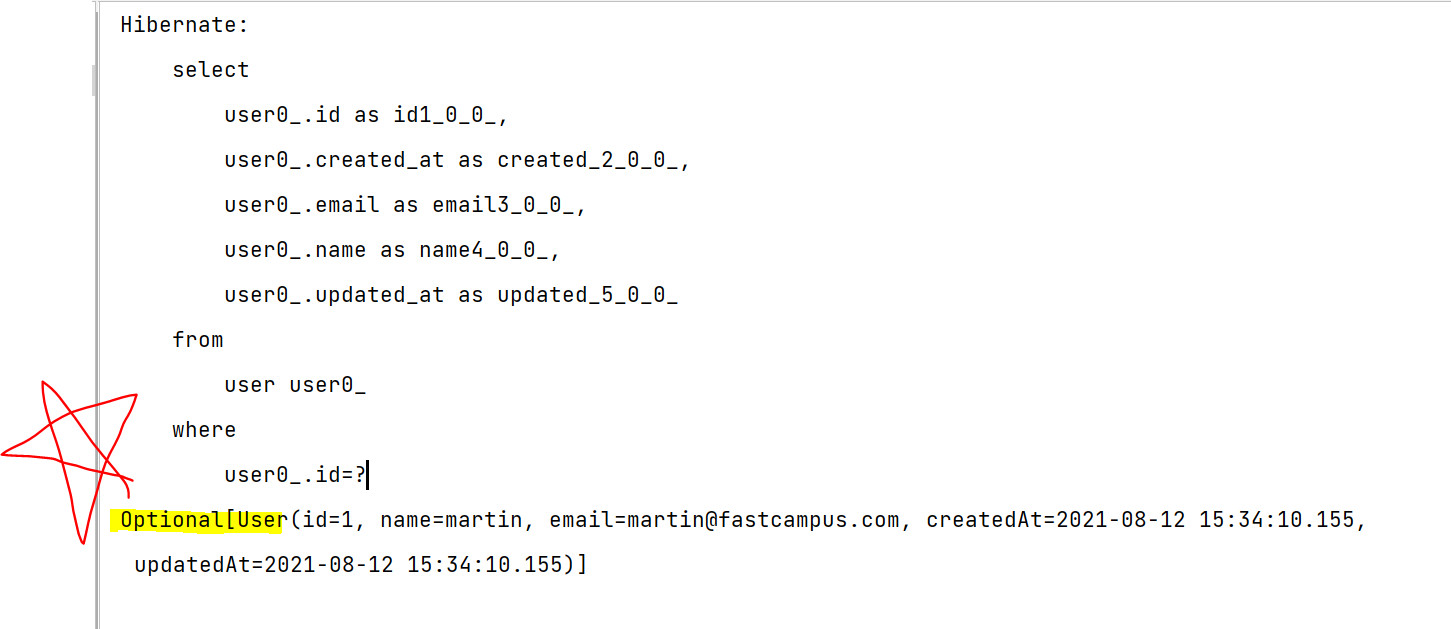 Hibernate:
select
user0_.id as id1_0_0_,
user0_.created_at as created_2_0_0_,
user0_.email as email3_0_0_,
user0_.name as name4_0_0_,
user0_.updated_at as updated_5_0_0_
from
user user0_
where
user0_.id=?
Optional[User(id=1, name=martin, email=martin@fastcampus.com, createdAt=2021-08-12 15:34:10.155,
updatedAt=2021-08-12 15:34:10.155)]